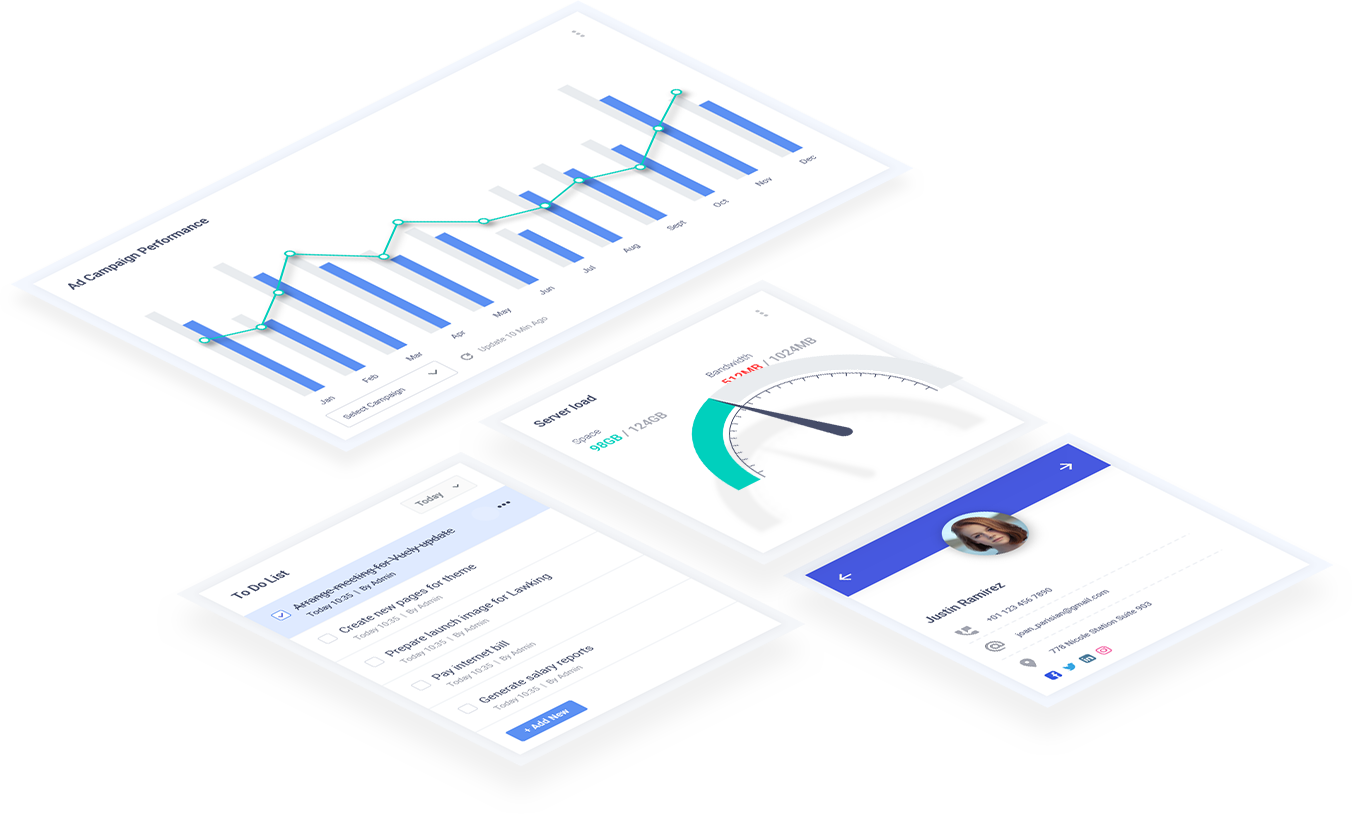 Ad Campaign Performance
Jan
Feb
Mar
Apr
May
Jun
Jul
Aug
Sept
Oct
Nov
Dec
Select Campaign
Update 10 Min Ago
Server load
Space
98GB / 124GB
Bandwidth
512MB / 1024MB
To Do List
Today
Arrange meeting for Vuely update
Today 10:35 | By Admin
Create new pages for theme
Today 10:35 | By Admin
Prepare launch image for Lawking
Today 10:35 | By Admin
Pay internet bill
Today 10:35 | By Admin
Generate salary reports
Today 10:35 | By Admin
+ Add New
Justin Ramirez
+01 123 456 7890
joan_parisian@gmail.com
778 Nicole Station Suite 903